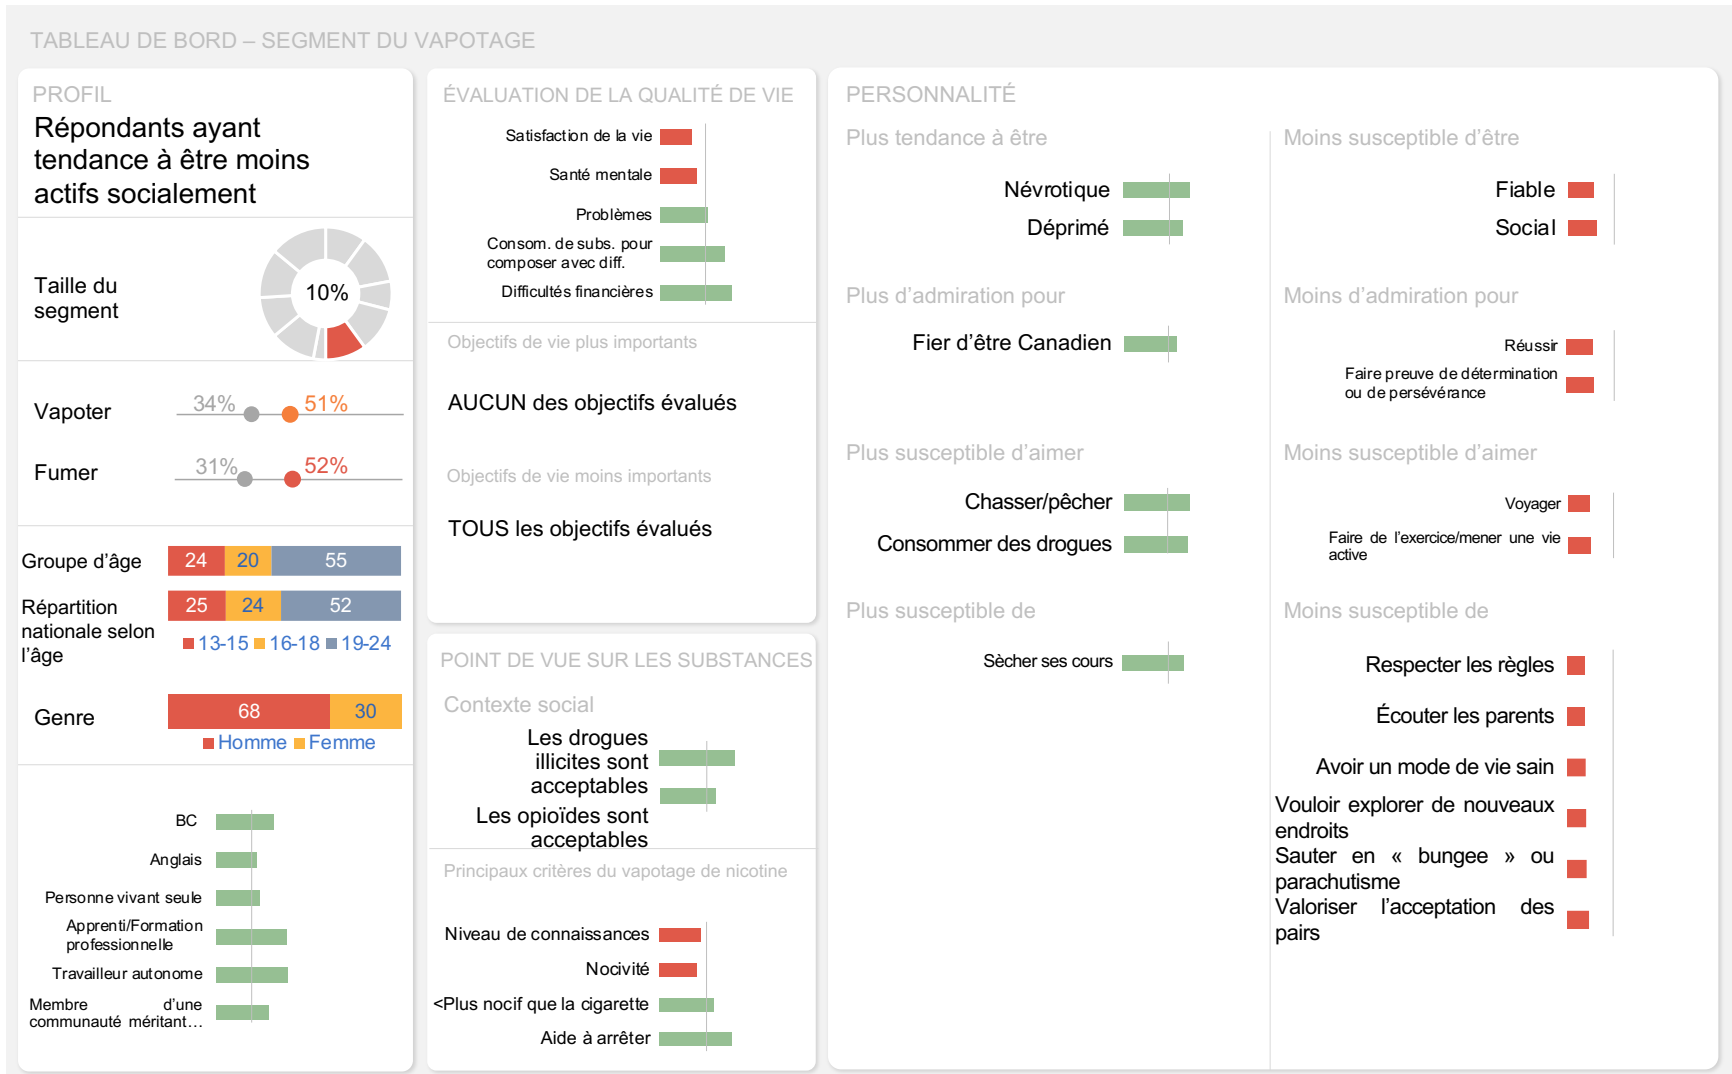 TABLEAU DE BORD – SEGMENT DU VAPOTAGE
PROFIL
Répondants ayant
tendance à être moins
actifs socialement
Taille du
segment
10%
Vapoter
34%
51%
Fumer
31%
52%
Groupe d’âge
24 20 55
Répartition
nationale selon
l’âge
25 24 52
13-15 16-18 19-24
Genre
68 30
Homme Femme
BC
Anglais
Personne vivant seule
Apprenti/Formation
professionnelle
Travailleur autonome
Membre d’une
communauté méritant…
ÉVALUATION DE LA QUALITÉ DE VIE
Satisfaction de la vie
Santé mentale
Problèmes
Consom. de subs. pour
composer avec diff.
Difficultés financières
Objectifs de vie plus importants
AUCUN des objectifs évalués
Objectifs de vie moins importants
TOUS les objectifs évalués
POINT DE VUE SUR LES SUBSTANCES
Contexte social
Les drogues
illicites sont
acceptables
Les opioïdes sont
acceptables
Principaux critères du vapotage de nicotine
Niveau de connaissances
Nocivité
<Plus nocif que la cigarette
Aide à arrêter
PERSONNALITÉ
Plus tendance à être
Névrotique
Déprimé
Plus d’admiration pour
Fier d’être Canadien
Plus susceptible d’aimer
Chasser/pêcher
Consommer des drogues
Plus susceptible de
Sècher ses cours
Moins susceptible d’être
Fiable
Social
Moins d’admiration pour
Réussir
Faire preuve de détermination
ou de persévérance
Moins susceptible d’aimer
Voyager
Faire de l’exercice/mener une vie
active
Moins susceptible de
Respecter les règles
Écouter les parents
Avoir un mode de vie sain
Vouloir explorer de nouveaux
endroits
Sauter en « bungee » ou
parachutisme
Valoriser l’acceptation des
pairs